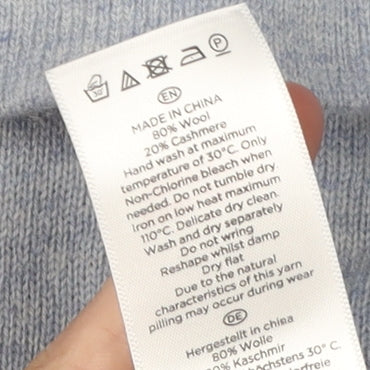 30°
P
EN
MADE IN CHINA
80% Wool
20% Cashmere
Hand wash at maximum
temperature of 30°C. Only
Non-Chlorine bleach when
needed. Do not tumble dry.
Iron on low heat maximum
110°C. Delicate dry clean.
Wash and dry separately
Do not wring
Reshape whilst damp
Dry flat
Due to the natural
characteristics of this yarn
pilling may occur during wear
DE
Hergestellt in china
80% Wolle
20% Kaschmir
höchstens 30° C.